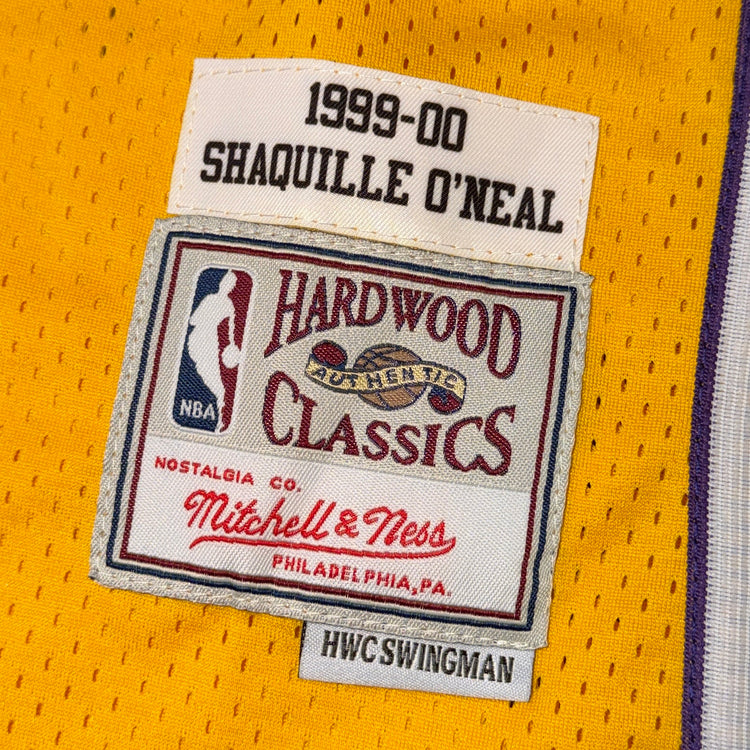 1999-00
SHAQUILLE O'NEAL
HARDWOOD
AUTHENTIC
CLASSICS
NBA
NOSTALGIA CO.
Mitchell & Ness
PHILADELPHIA, PA.
HWC SWINGMAN